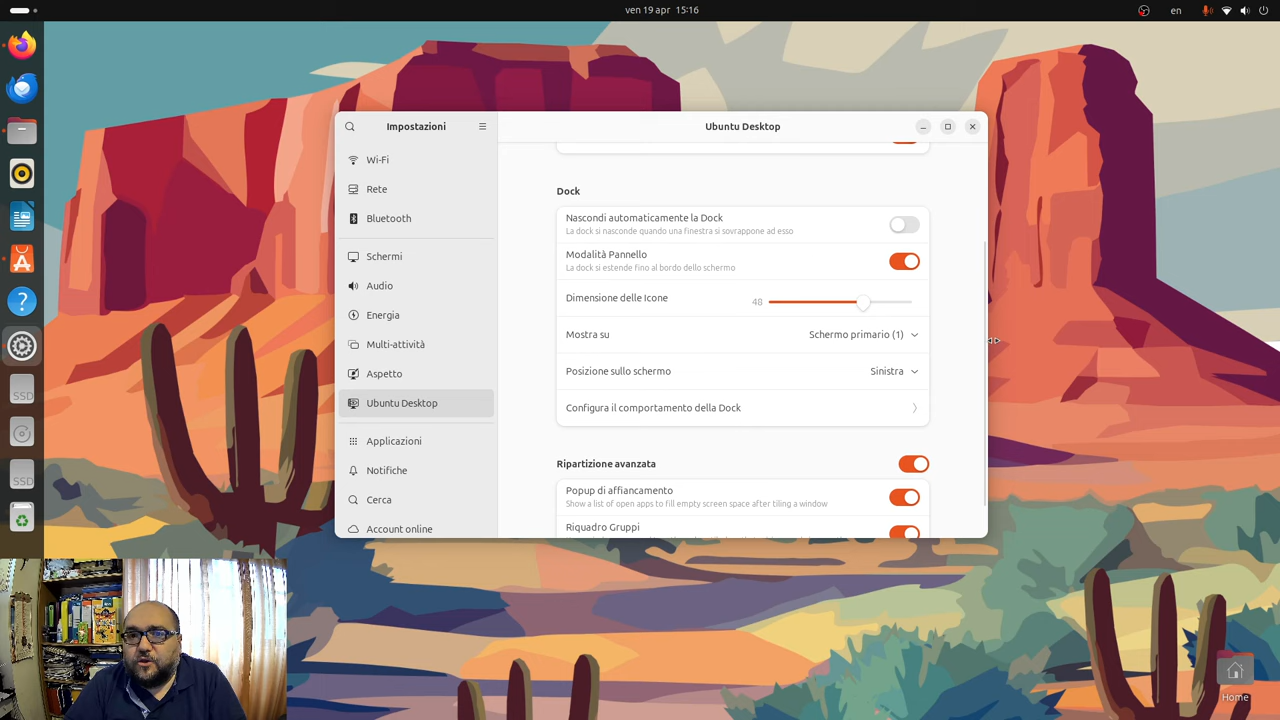 ven 19 apr 15:16
en
Impostazioni
Ubuntu Desktop
Wi-Fi
Rete
Bluetooth
Schermi
Audio
Energia
Multi-attività
Aspetto
Ubuntu Desktop
Applicazioni
Notifiche
Cerca
Account online
Dock
Nascondi automaticamente la Dock
La dock si nasconde quando una finestra si sovrappone ad esso
Modalità Pannello
La dock si estende fino al bordo dello schermo
Dimensione delle Icone
48
Mostra su
Schermo primario (1)
Posizione sullo schermo
Sinistra
Configura il comportamento della Dock
Ripartizione avanzata
Popup di affiancamento
Show a list of open apps to fill empty screen space after tiling a window
Riquadro Gruppi
SSD
SSD
Home